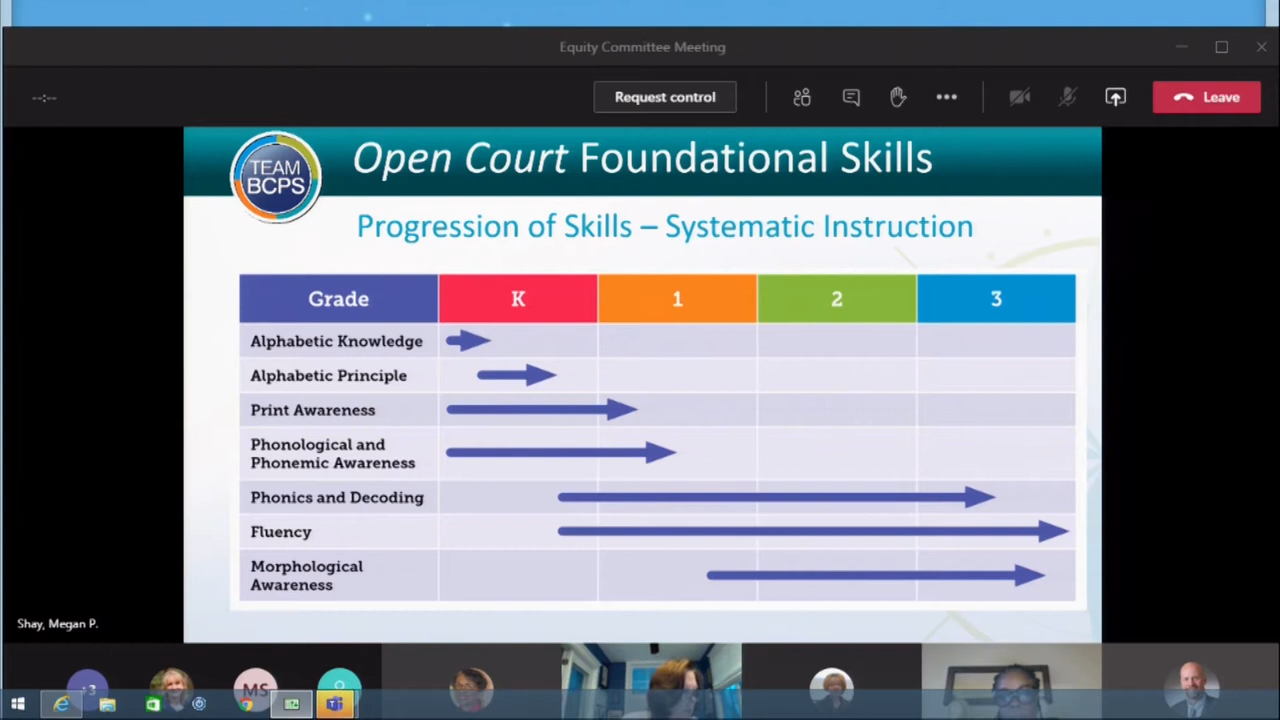 Equity Committee Meeting
--:--
Request control
Leave
TEAM
BCPS
Open Court Foundational Skills
Progression of Skills – Systematic Instruction
Grade K 1 2 3
Alphabetic Knowledge
Alphabetic Principle
Print Awareness
Phonological and
Phonemic Awareness
Phonics and Decoding
Fluency
Morphological
Awareness
Shay, Megan P.
+3
MS